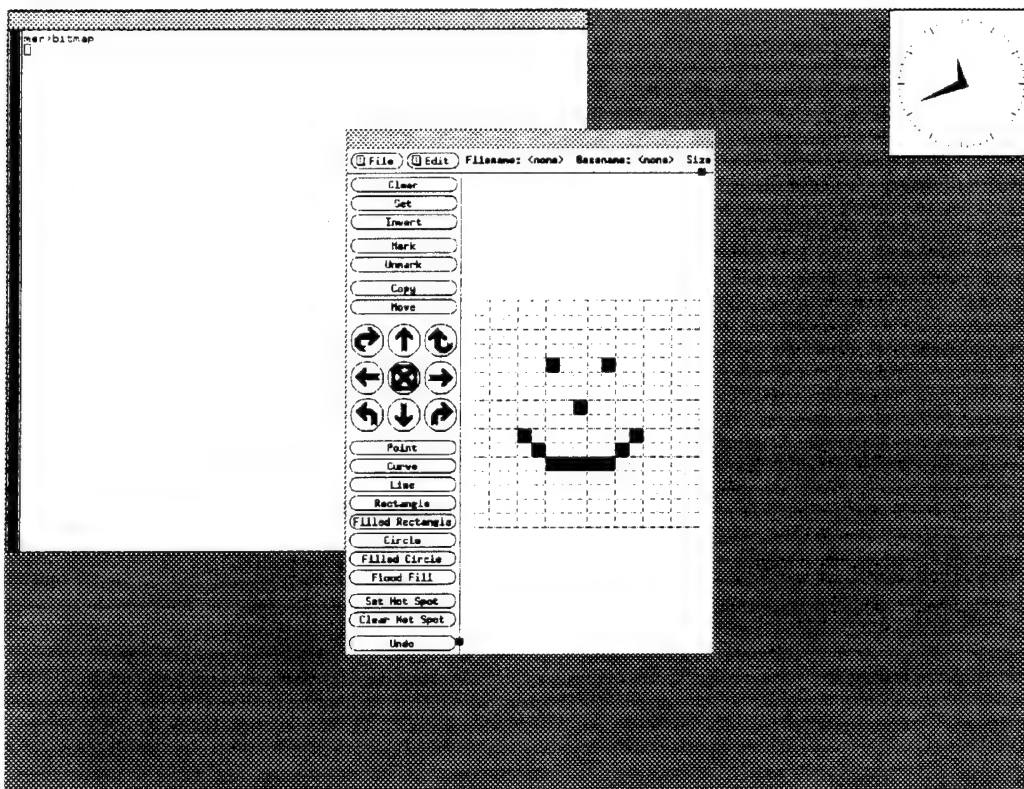 mer>bitmap
File Edit Filename: <none> Basename: <none> Size
Clear
Set
Invert
Mark
Unmark
Copy
Move
Point
Curve
Line
Rectangle
Filled Rectangle
Circle
Filled Circle
Flood Fill
Set Hot Spot
Clear Hot Spot
Undo